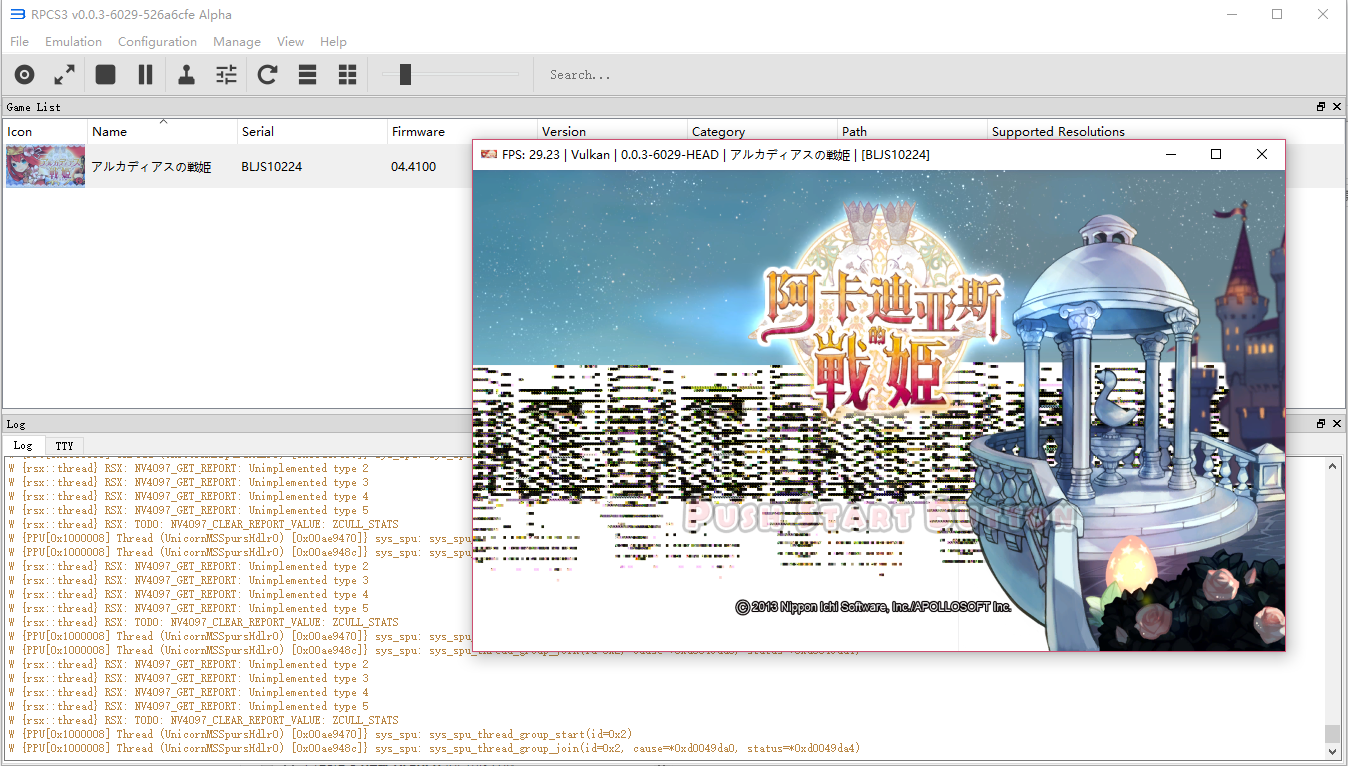 RPCS3 v0.0.3-6029-526a6cfe Alpha
File Emulation Configuration Manage View Help
Search...
Game List
Icon Name Serial Firmware Version Category Path Supported Resolutions
アルカディアスの戦姫 BLJS10224 04.4100
FPS: 29.23 | Vulkan | 0.0.3-6029-HEAD | アルカディアスの戦姫 | [BLJS10224]
阿卡迪亚斯
的
戰姬
Push Start Button
© 2013 Nippon Ichi Software, Inc./APOLLOSOFT Inc.
Log
Log TTY
W {rsx::thread} RSX: NV4097_GET_REPORT: Unimplemented type 2
W {rsx::thread} RSX: NV4097_GET_REPORT: Unimplemented type 3
W {rsx::thread} RSX: NV4097_GET_REPORT: Unimplemented type 4
W {rsx::thread} RSX: NV4097_GET_REPORT: Unimplemented type 5
W {rsx::thread} RSX: TODO: NV4097_CLEAR_REPORT_VALUE: ZCULL_STATS
W {PPU[0x1000008] Thread (UnicornMSSpursHdlr0) [0x00ae9470]} sys_spu: sys_spu
W {PPU[0x1000008] Thread (UnicornMSSpursHdlr0) [0x00ae948c]} sys_spu: sys_spu
W {rsx::thread} RSX: NV4097_GET_REPORT: Unimplemented type 2
W {rsx::thread} RSX: NV4097_GET_REPORT: Unimplemented type 3
W {rsx::thread} RSX: NV4097_GET_REPORT: Unimplemented type 4
W {rsx::thread} RSX: NV4097_GET_REPORT: Unimplemented type 5
W {rsx::thread} RSX: TODO: NV4097_CLEAR_REPORT_VALUE: ZCULL_STATS
W {PPU[0x1000008] Thread (UnicornMSSpursHdlr0) [0x00ae9470]} sys_spu: sys_spu
W {PPU[0x1000008] Thread (UnicornMSSpursHdlr0) [0x00ae948c]} sys_spu: sys_spu_thread_group_join(id=0x2, cause=*0xd0049da0, status=*0xd0049da4)
W {rsx::thread} RSX: NV4097_GET_REPORT: Unimplemented type 2
W {rsx::thread} RSX: NV4097_GET_REPORT: Unimplemented type 3
W {rsx::thread} RSX: NV4097_GET_REPORT: Unimplemented type 4
W {rsx::thread} RSX: NV4097_GET_REPORT: Unimplemented type 5
W {rsx::thread} RSX: TODO: NV4097_CLEAR_REPORT_VALUE: ZCULL_STATS
W {PPU[0x1000008] Thread (UnicornMSSpursHdlr0) [0x00ae9470]} sys_spu: sys_spu_thread_group_start(id=0x2)
W {PPU[0x1000008] Thread (UnicornMSSpursHdlr0) [0x00ae948c]} sys_spu: sys_spu_thread_group_join(id=0x2, cause=*0xd0049da0, status=*0xd0049da4)